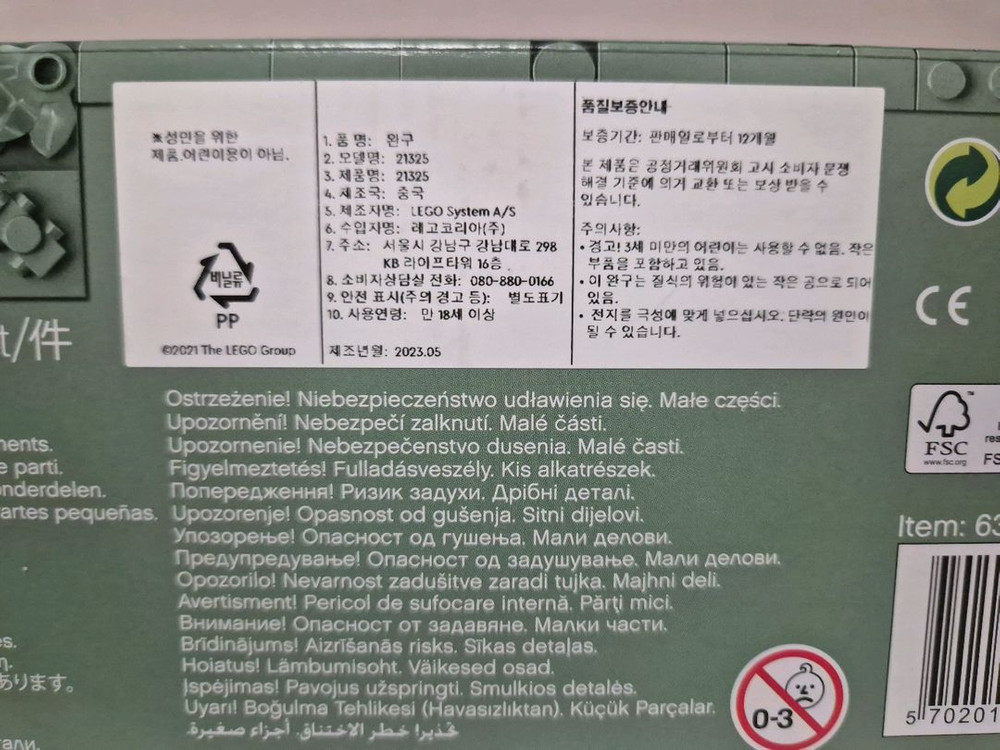 ※성인을 위한
제품.어린이용이 아님.
비닐류
PP
©2021 The LEGO Group
1. 품 명: 완구
2. 모델명: 21325
3. 제품명: 21325
4. 제조국: 중국
5. 제조자명: LEGO System A/S
6. 수입자명: 레고코리아(주)
7. 주소: 서울시 강남구 강남대로 298
KB 라이프타워 16층
8. 소비자상담실 전화: 080-880-0166
9. 안전 표시(주의 경고 등): 별도표기
10. 사용연령: 만 18세 이상
제조년월: 2023.05
품질보증안내
보증기간: 판매일로부터 12개월
본 제품은 공정거래위원회 고시 소비자 분쟁
해결 기준에 의거 교환 또는 보상 받을 수
있습니다.
주의사항:
• 경고! 3세 미만의 어린이는 사용할 수 없음. 작은
부품을 포함하고 있음.
• 이 완구는 질식의 위험이 있는 작은 공으로 되어
있음.
• 전지를 극성에 맞게 넣으십시오. 단락의 원인이
될 수 있습니다.
t/件
CE
FSC
www.fsc.org
FS
Item: 63
5 70201
ments.
e parti.
onderdelen.
artes pequeñas.
es.
n.
あります。
тали.
Ostrzeżenie! Niebezpieczeństwo udławienia się. Małe części.
Upozornění! Nebezpečí zalknutí. Malé části.
Upozornenie! Nebezpečenstvo dusenia. Malé časti.
Figyelmeztetés! Fulladásveszély. Kis alkatrészek.
Попередження! Ризик задухи. Дрібні деталі.
Upozorenje! Opasnost od gušenja. Sitni dijelovi.
Упозорење! Опасност од гушења. Мали делови.
Предупредување! Опасност од задушување. Мали делови.
Opozorilo! Nevarnost zadušitve zaradi tujka. Majhni deli.
Avertisment! Pericol de sufocare internă. Părți mici.
Внимание! Опасност от задавяне. Малки части.
Brīdinājums! Aizrīšanās risks. Sīkas detaļas.
Hoiatus! Lämbumisoht. Väikesed osad.
Įspėjimas! Pavojus užspringti. Smulkios detalės.
Uyarı! Boğulma Tehlikesi (Havasızlıktan). Küçük Parçalar.
تحذير! خطر الاختناق. أجزاء صغيرة.
0-3